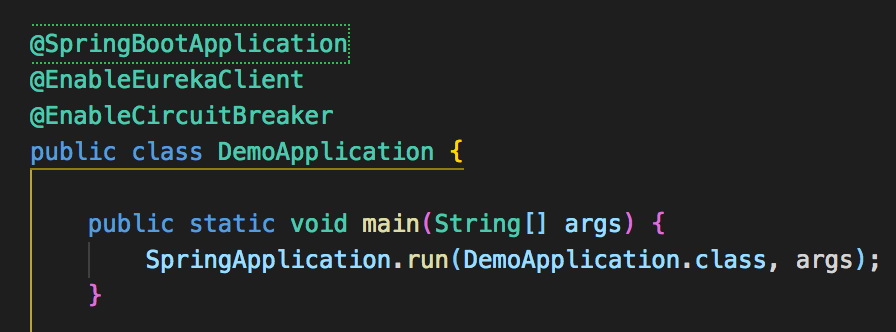 @SpringBootApplication
@EnableEurekaClient
@EnableCircuitBreaker
public class DemoApplication {
public static void main(String[] args) {
SpringApplication.run(DemoApplication.class, args);
}